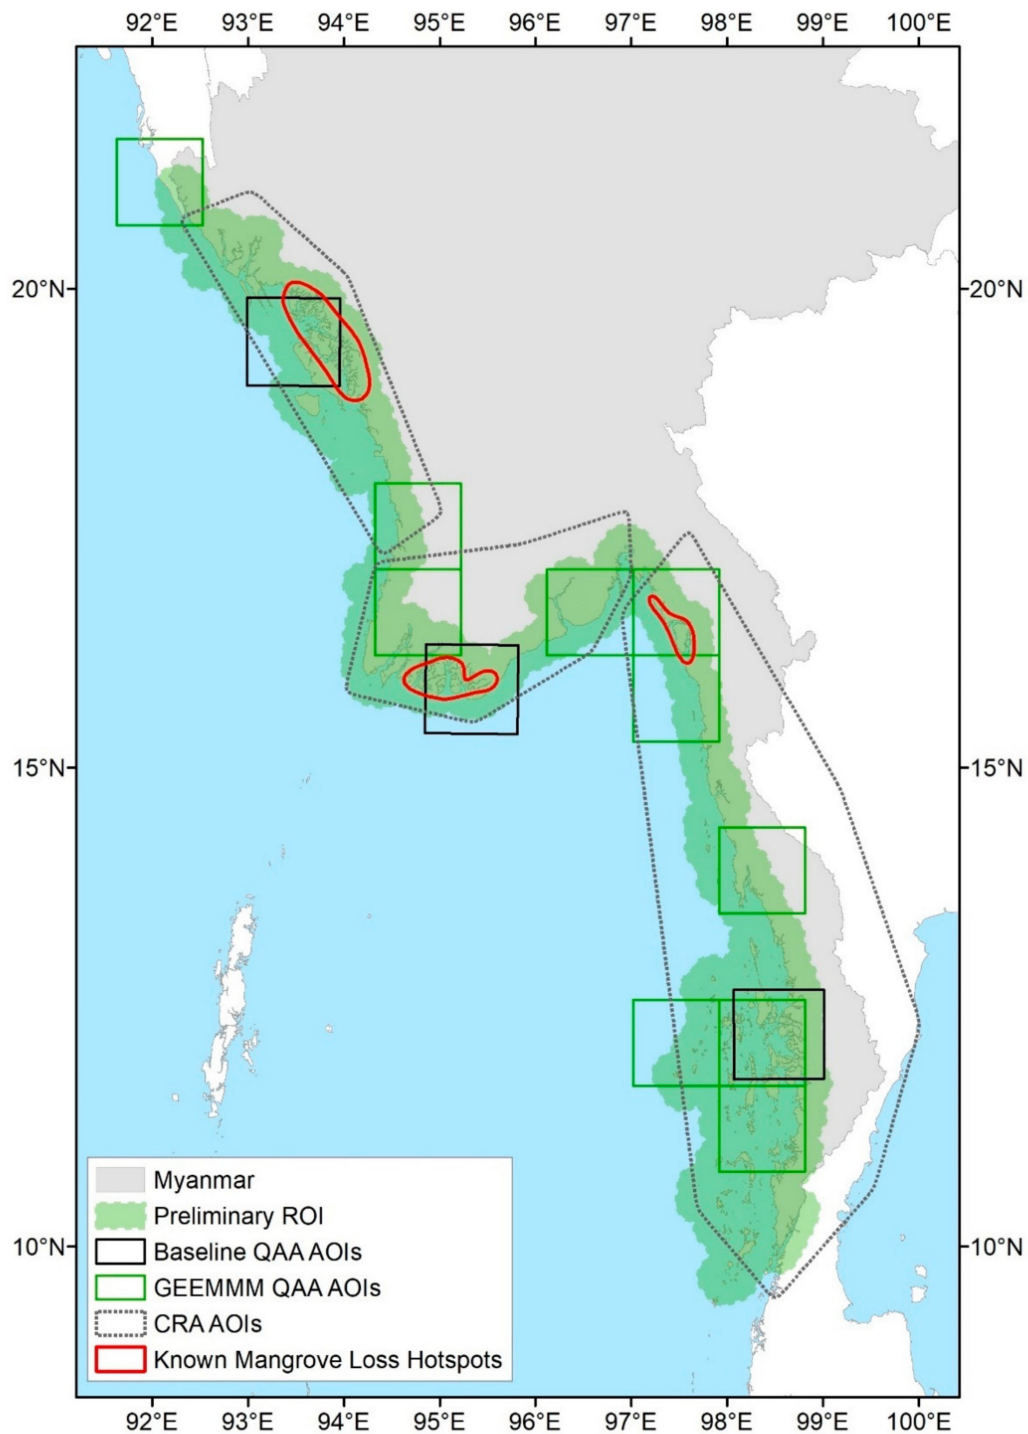 92°E 93°E 94°E 95°E 96°E 97°E 98°E 99°E 100°E
20°N 20°N
15°N 15°N
Myanmar
Preliminary ROI
10°N 10°N
Baseline QAA AOIs
GEEMMM QAA AOIs
CRA AOIs
Known Mangrove Loss Hotspots
92°E 93°E 94°E 95°E 96°E 97°E 98°E 99°E 100°E